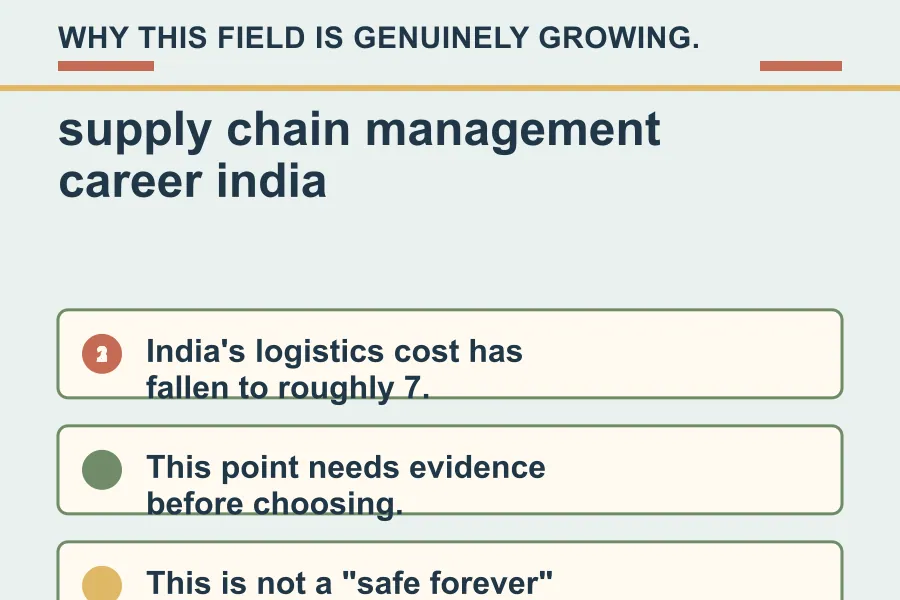 WHY THIS FIELD IS GENUINELY GROWING.
supply chain management
career india
India's logistics cost has
fallen to roughly 7.
This point needs evidence
before choosing.
This is not a "safe forever"